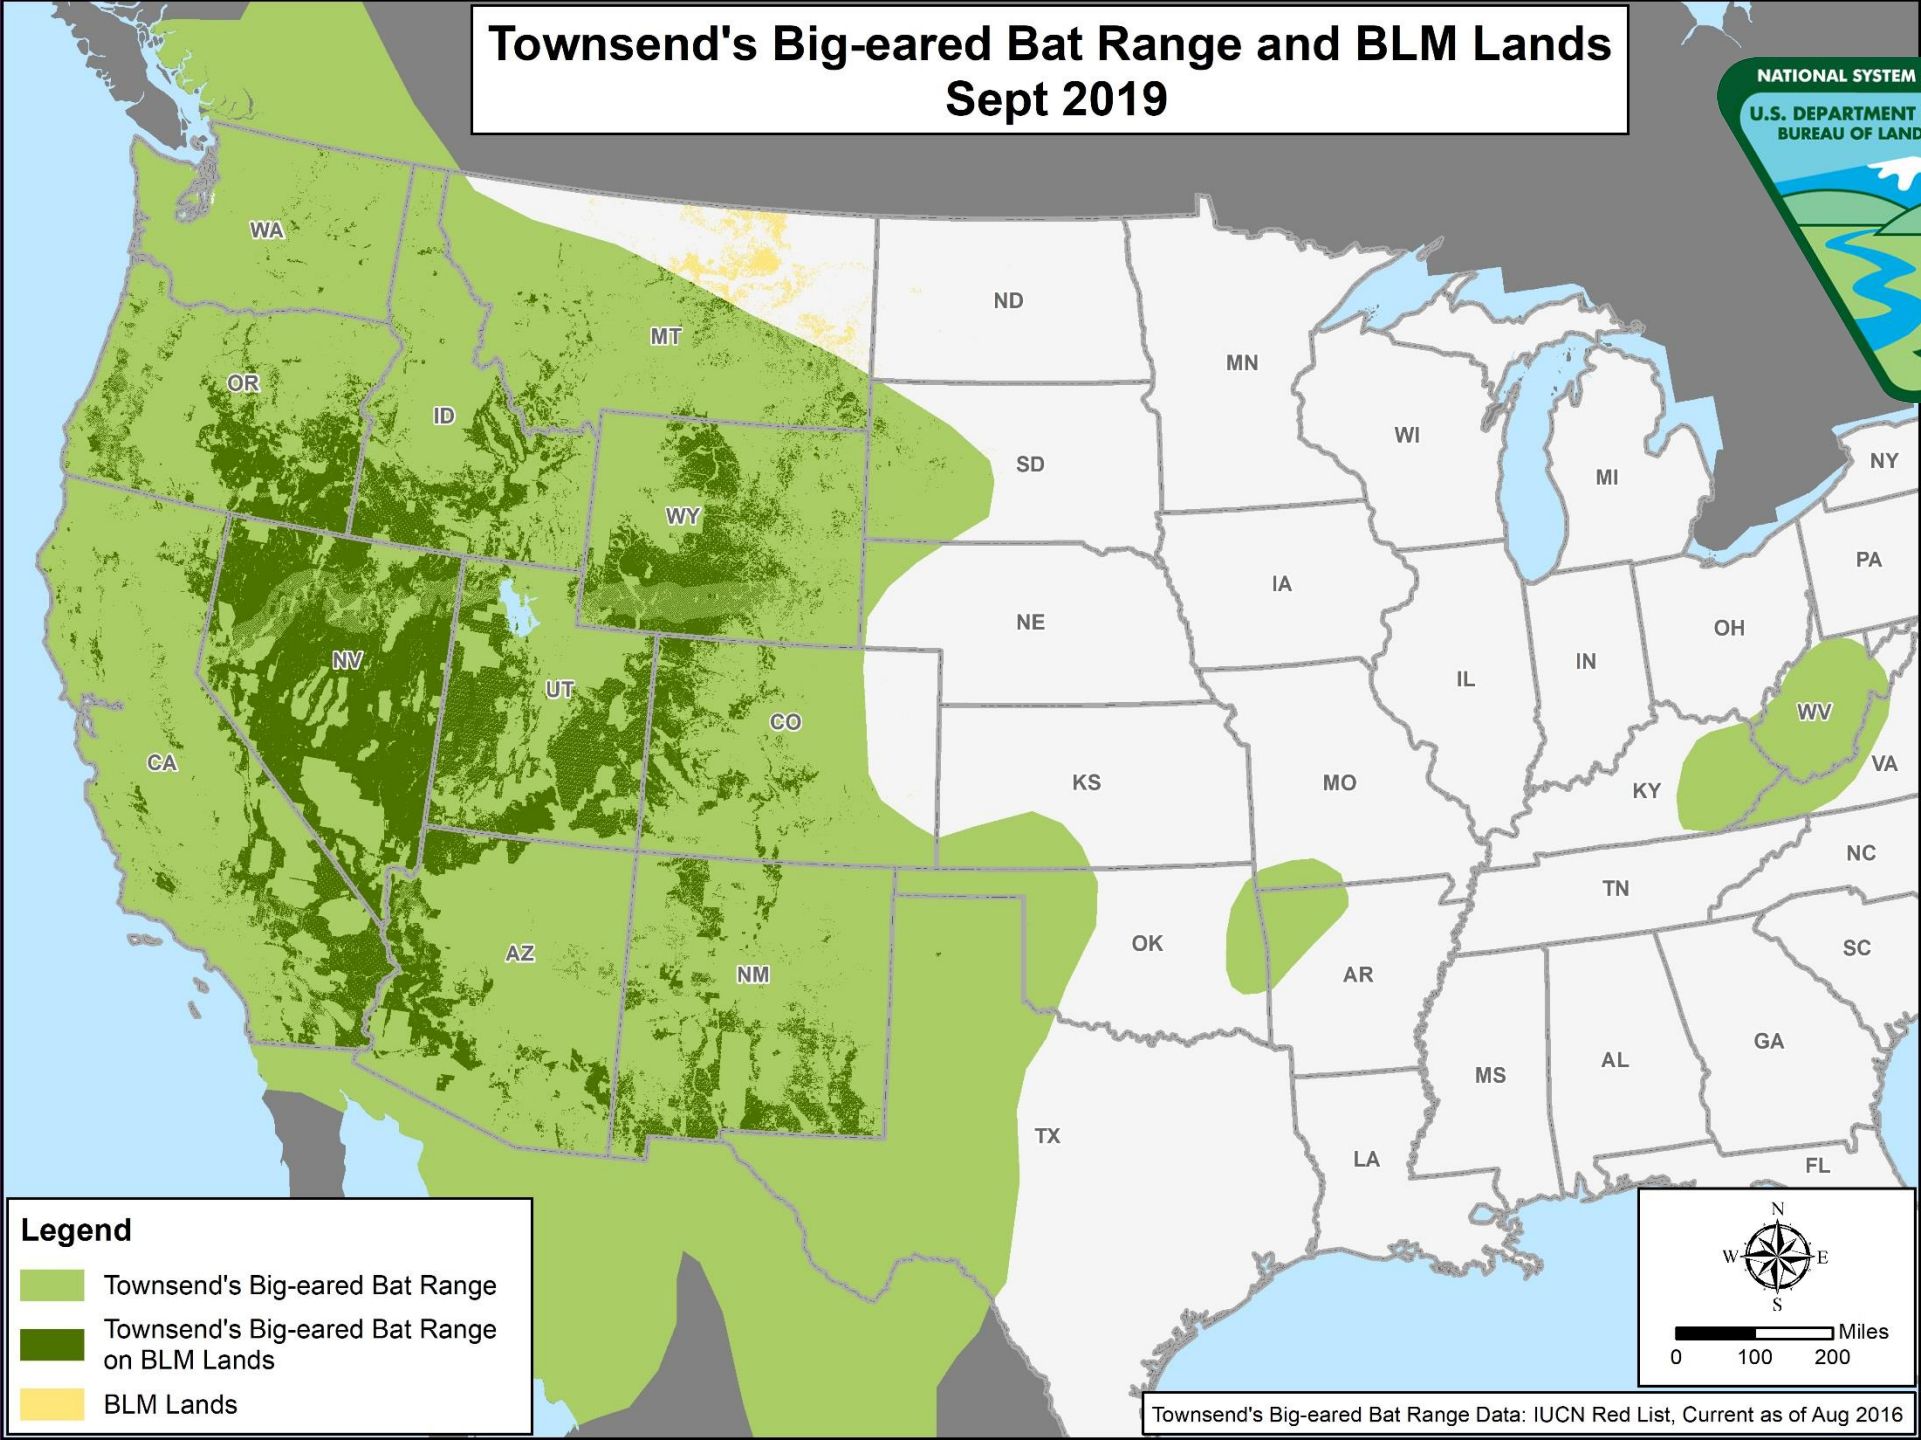 Townsend's Big-eared Bat Range and BLM Lands
Sept 2019
NATIONAL SYSTEM
U.S. DEPARTMENT
BUREAU OF LAND
WA
MT
ND
MN
OR
ID
SD
WI
MI
NY
WY
PA
IA
NE
OH
NV
UT
IL
IN
CO
WV
CA
KS
MO
KY
VA
NC
TN
AZ
NM
OK
AR
SC
GA
MS
AL
TX
LA
FL
Legend
Townsend's Big-eared Bat Range
Townsend's Big-eared Bat Range
on BLM Lands
BLM Lands
N
W E
S
Miles
0 100 200
Townsend's Big-eared Bat Range Data: IUCN Red List, Current as of Aug 2016